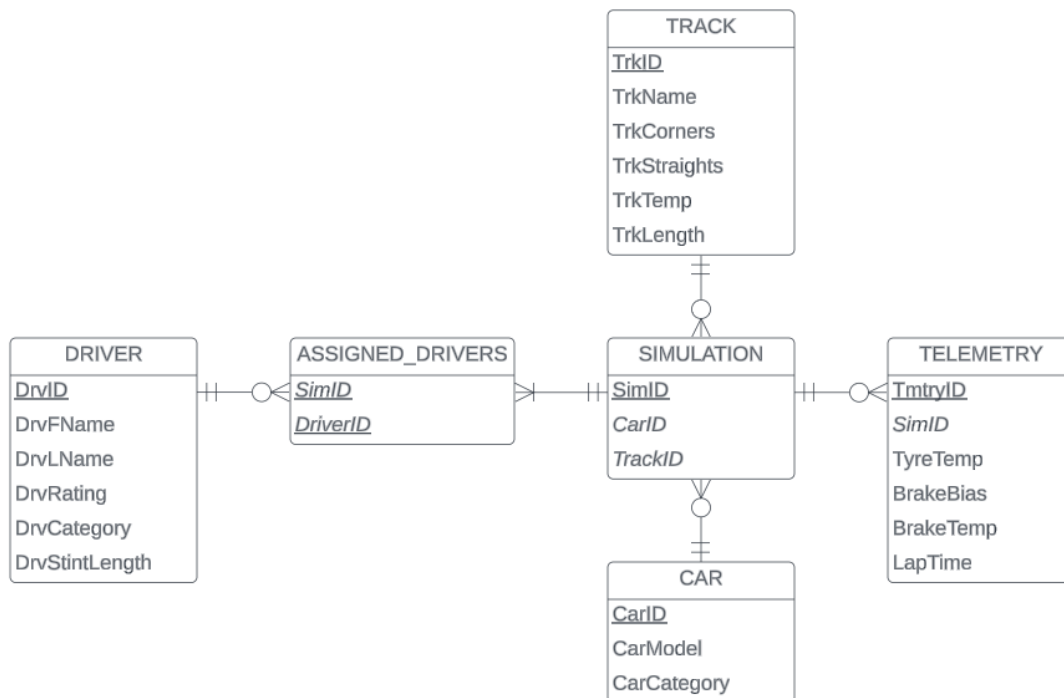 TRACK
TrkID
TrkName
TrkCorners
TrkStraights
TrkTemp
TrkLength
DRIVER
DrvID
DrvFName
DrvLName
DrvRating
DrvCategory
DrvStintLength
ASSIGNED_DRIVERS
SimID
DriverID
SIMULATION
SimID
CarID
TrackID
TELEMETRY
TmtryID
SimID
TyreTemp
BrakeBias
BrakeTemp
LapTime
CAR
CarID
CarModel
CarCategory